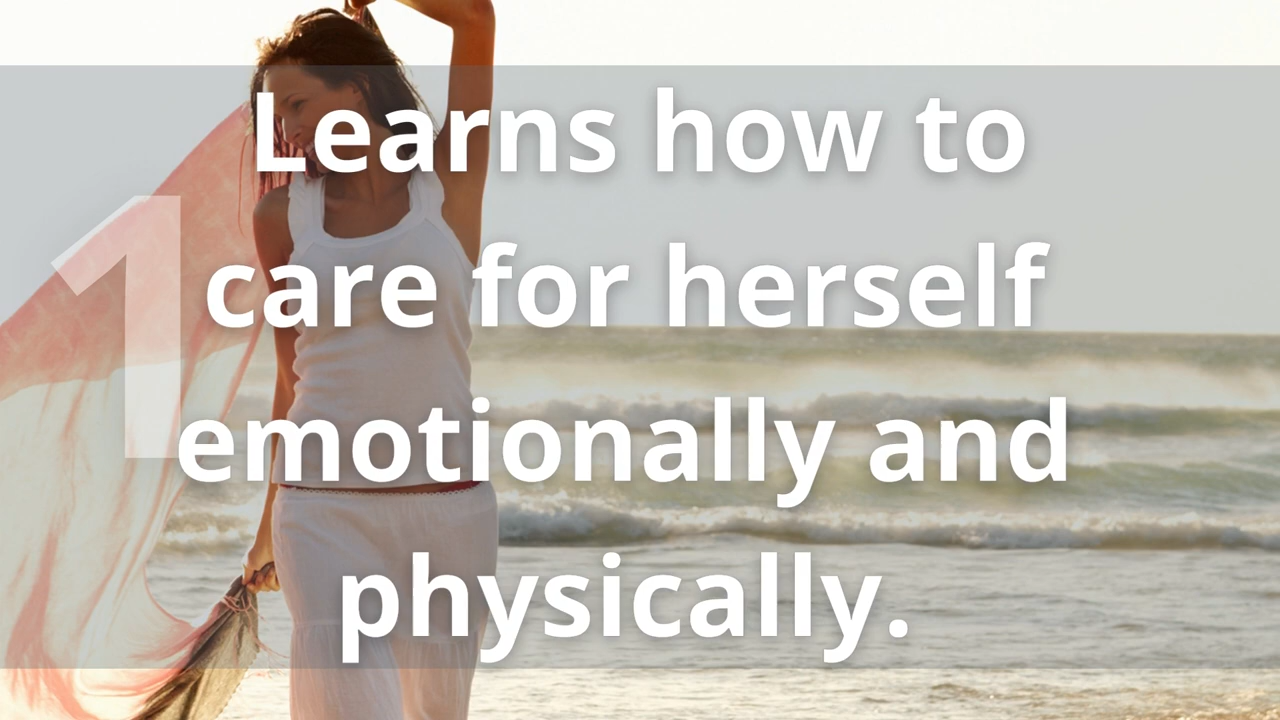 1
Learns how to
care for herself
emotionally and
physically.